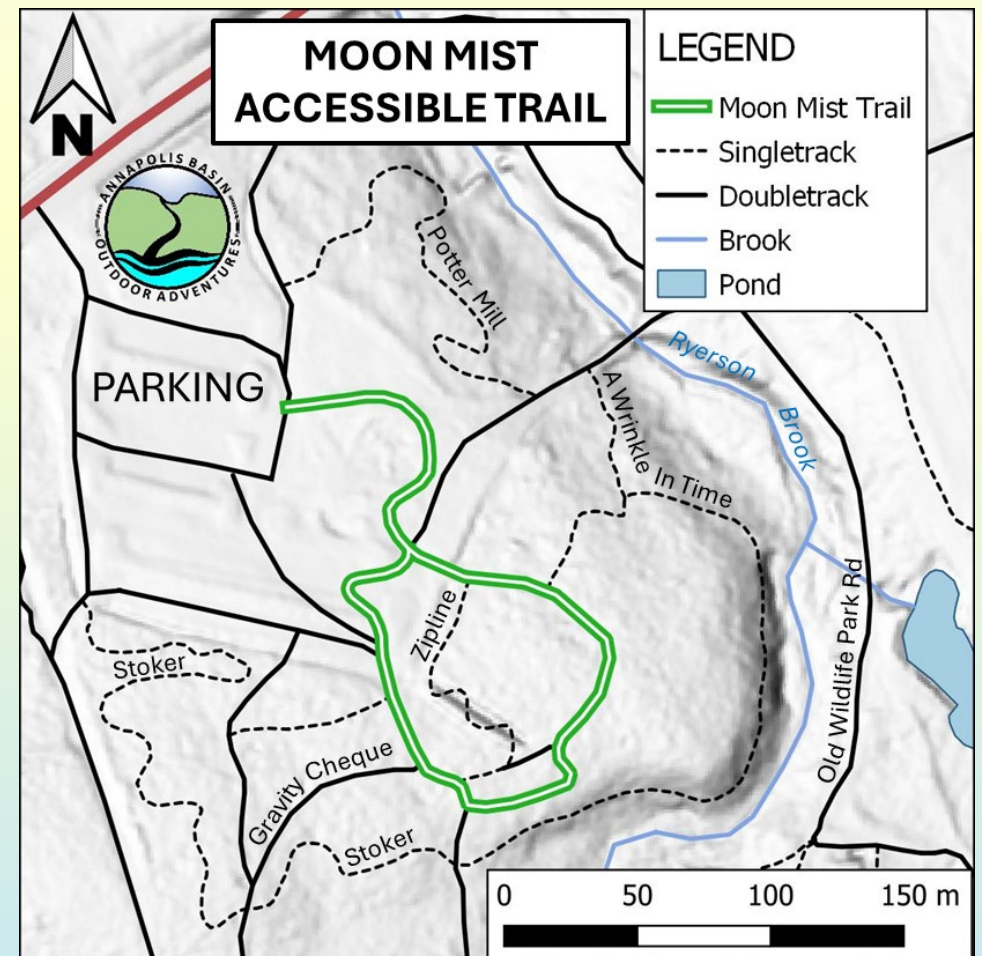 MOON MIST
ACCESSIBLE TRAIL
N
ANNAPOLIS BASIN
OUTDOOR ADVENTURES
LEGEND
Moon Mist Trail
Singletrack
Doubletrack
Brook
Pond
Potter Mill
PARKING
Ryerson
Brook
A Wrinkle In Time
Zipline
Stoker
Old Wildlife Park Rd
Gravity Cheque
Stoker
0 50 100 150 m